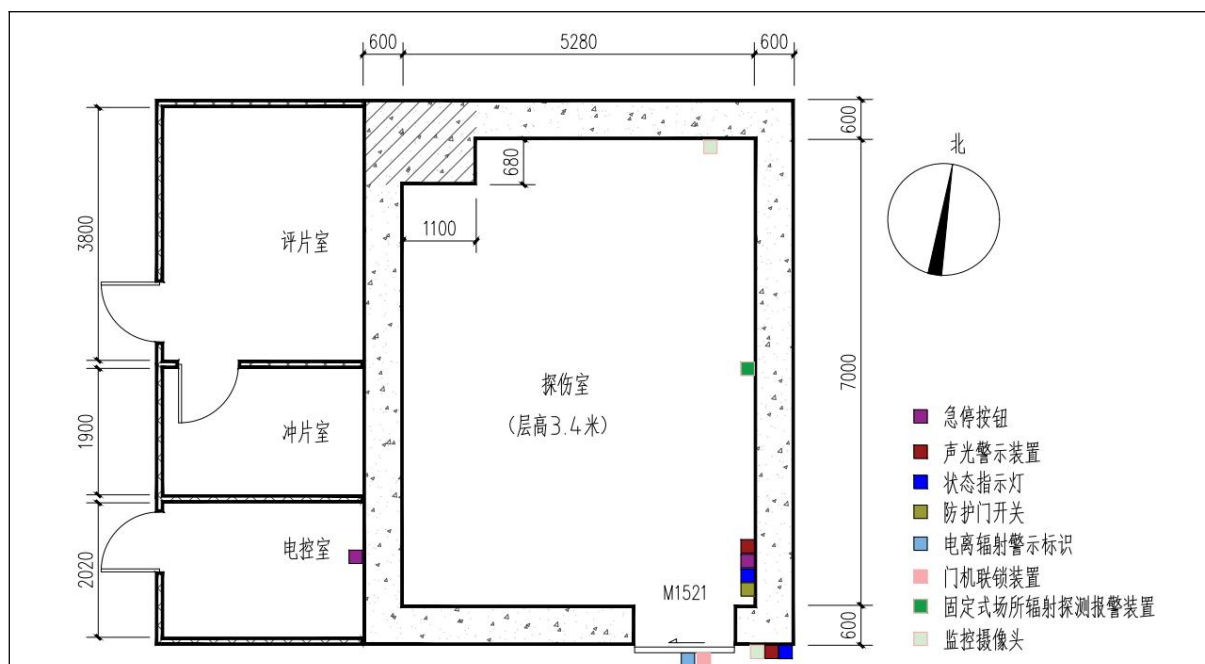 600
5280
600
600
北
680
1100
3800
评片室
7000
探伤室
(层高3.4米)
1900
冲片室
2020
电控室
M1521
600
急停按钮
声光警示装置
状态指示灯
防护门开关
电离辐射警示标识
门机联锁装置
固定式场所辐射探测报警装置
监控摄像头